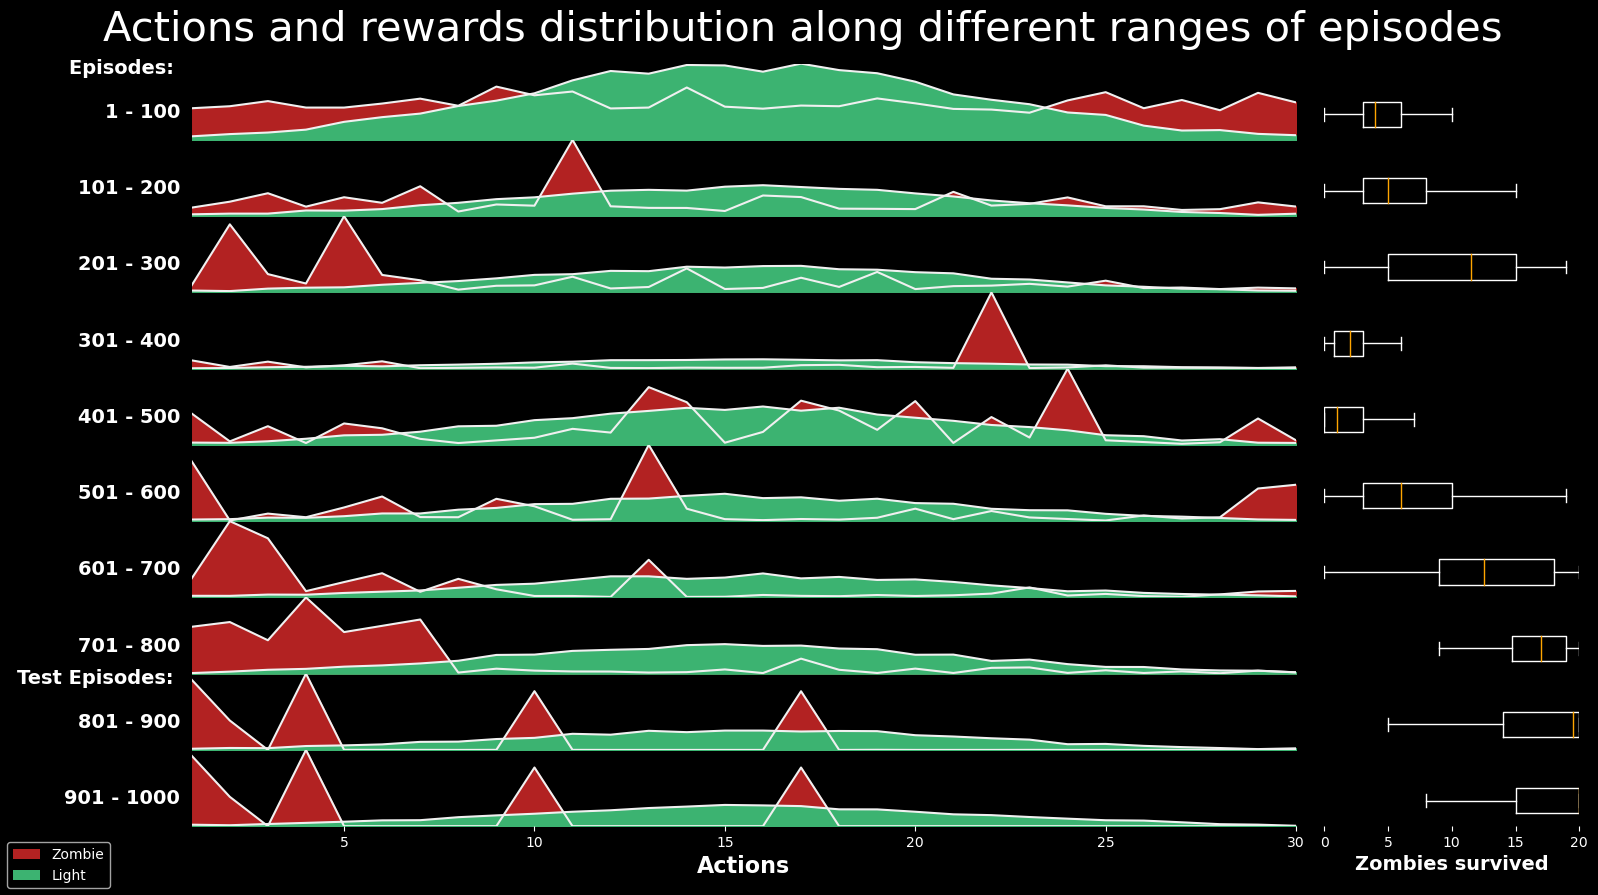 Actions and rewards distribution along different ranges of episodes
Episodes:
1 - 100
101 - 200
201 - 300
301 - 400
401 - 500
501 - 600
601 - 700
701 - 800
Test Episodes:
801 - 900
901 - 1000
5 10 15 20 25 30
0 5 10 15 20
Actions
Zombies survived
Zombie
Light